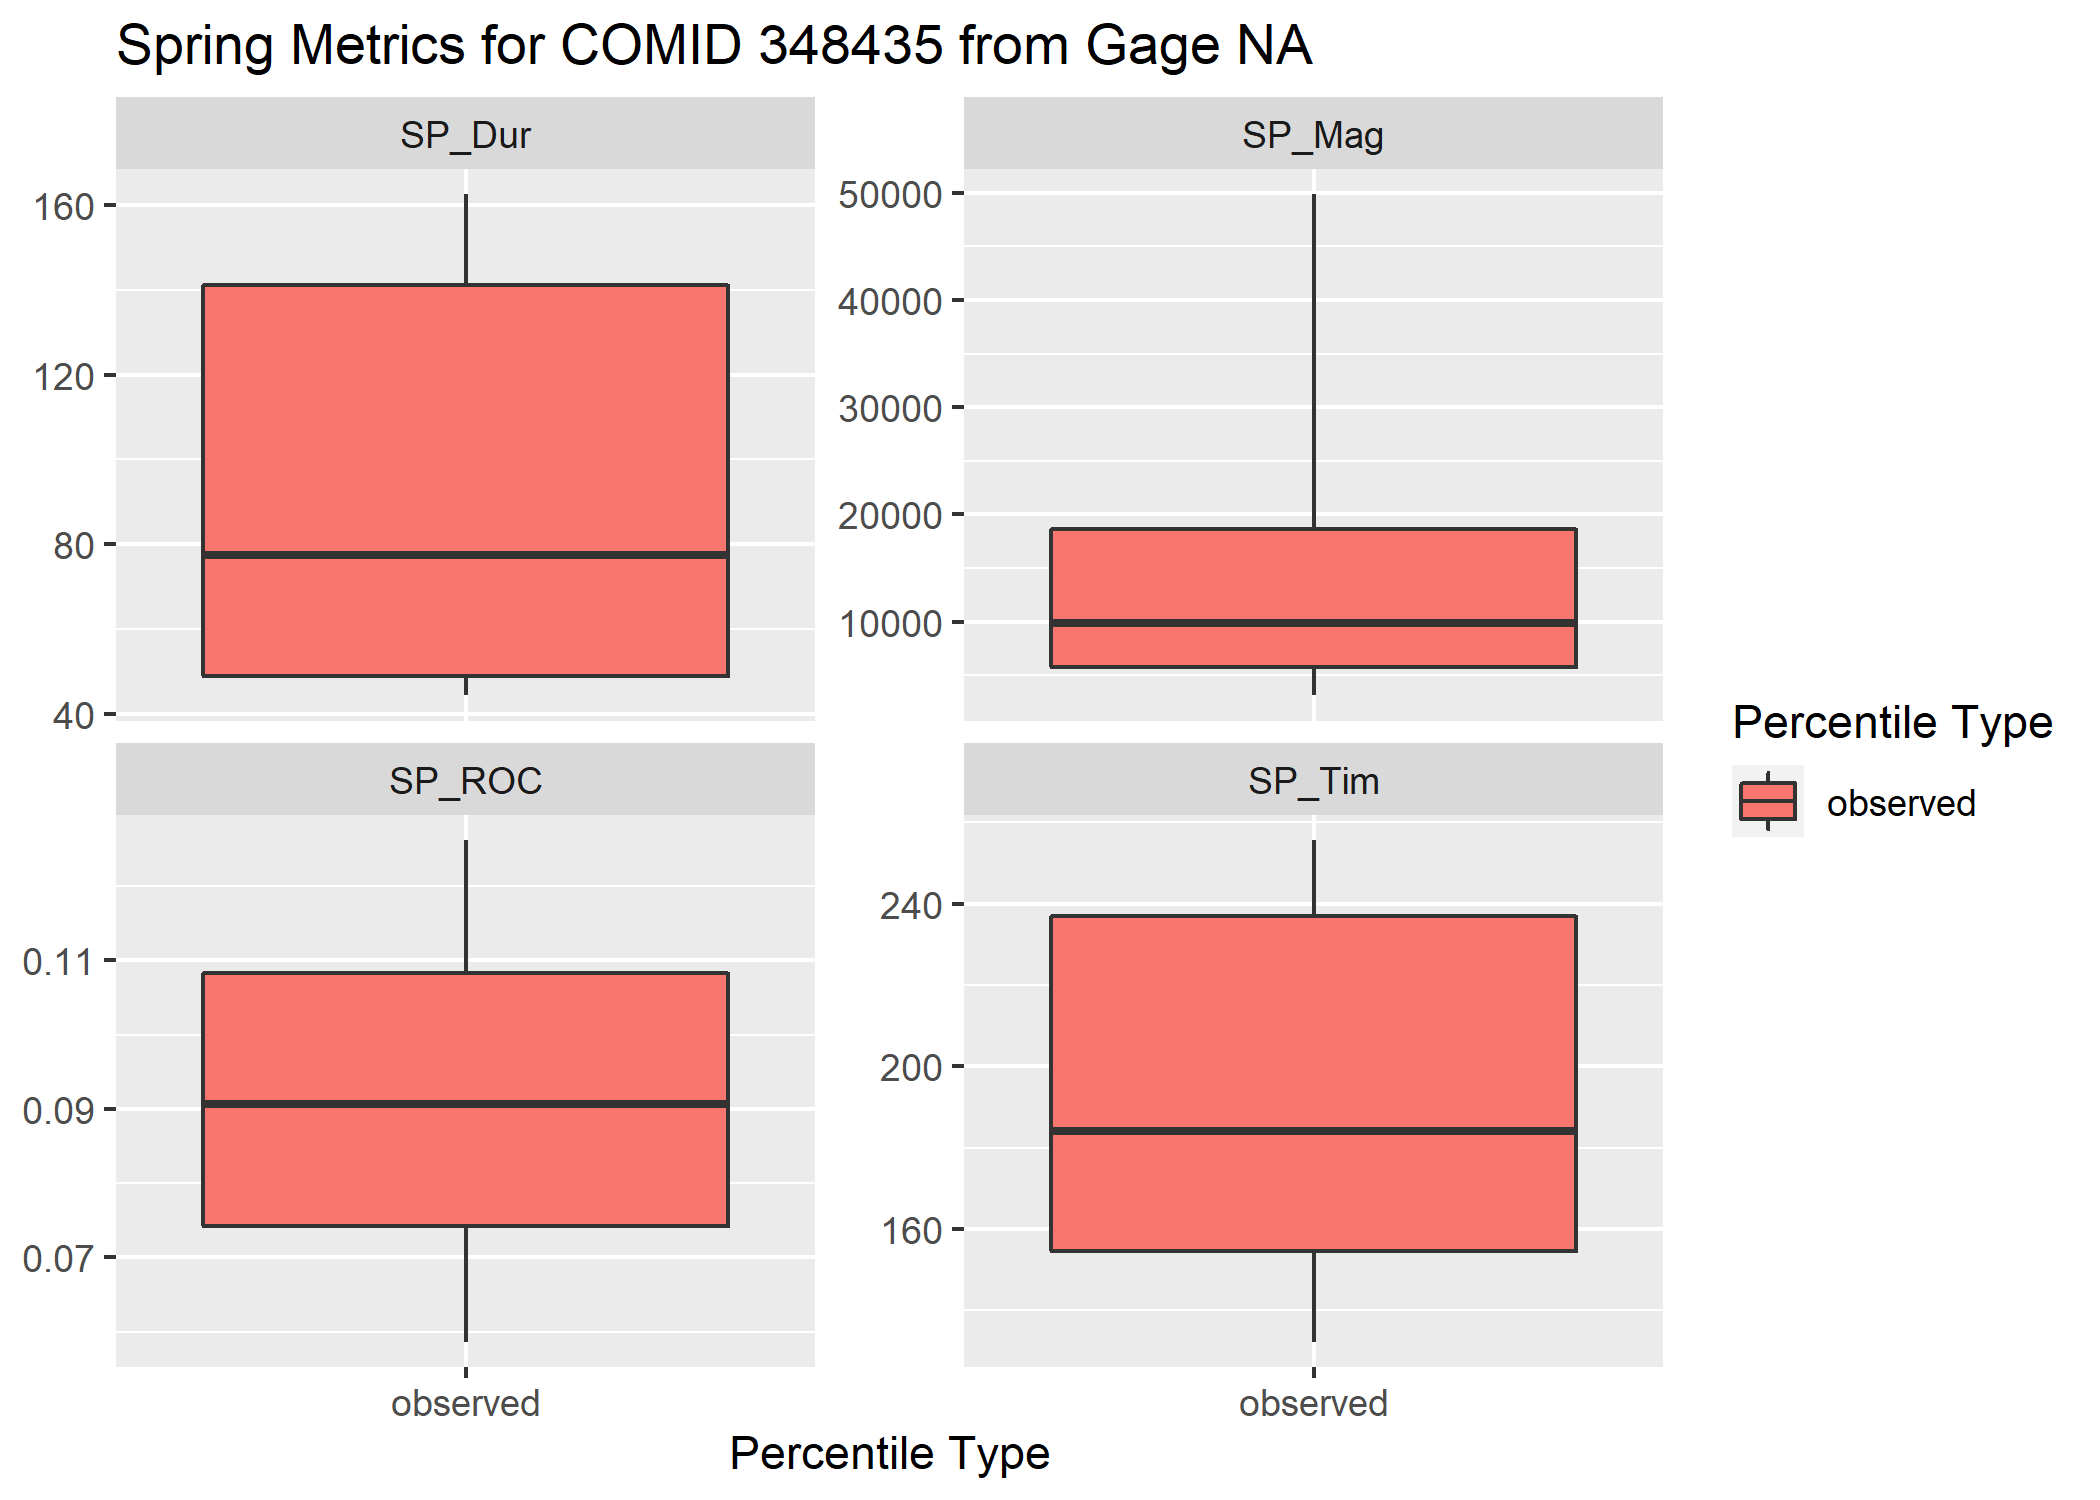 Spring Metrics for COMID 348435 from Gage NA
SP_Dur
SP_Mag
160
120
80
40
50000
40000
30000
20000
10000
SP_ROC
SP_Tim
0.11
0.09
0.07
240
200
160
observed
observed
Percentile Type
Percentile Type
observed